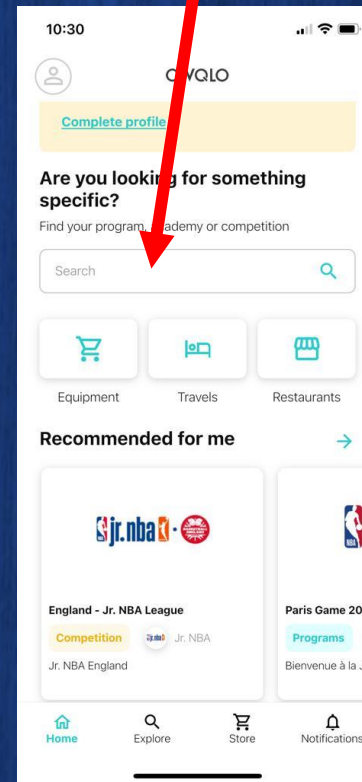 10:30
Complete profile
Are you looking for something
specific?
Find your program, academy or competition
Search
Equipment Travels Restaurants
Recommended for me
jr.nba
England - Jr. NBA League
Paris Game 20
Competition Jr. NBA
Programs
Jr. NBA England
Bienvenue à la J
Home Explore Store Notifications